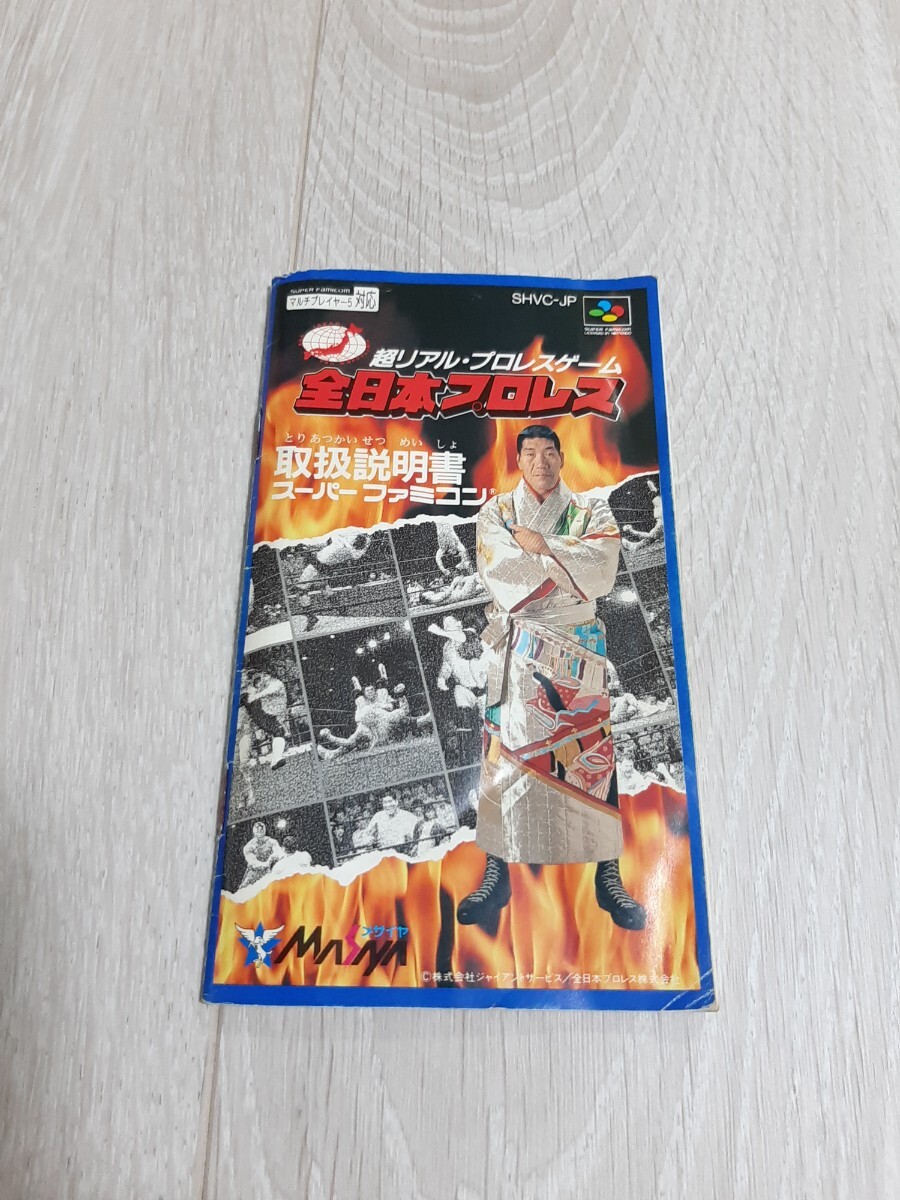 SUPER FAMICOM
マルチプレイヤー5 対応
SHVC-JP
SUPER FAMICOM
LICENSED BY NINTENDO
超リアル・プロレスゲーム
全日本プロレス
とりあつかいせつめいしょ
取扱説明書
スーパーファミコン®
メサイヤ
MASIYA
©株式会社ジャイアントサービス/全日本プロレス株式会社